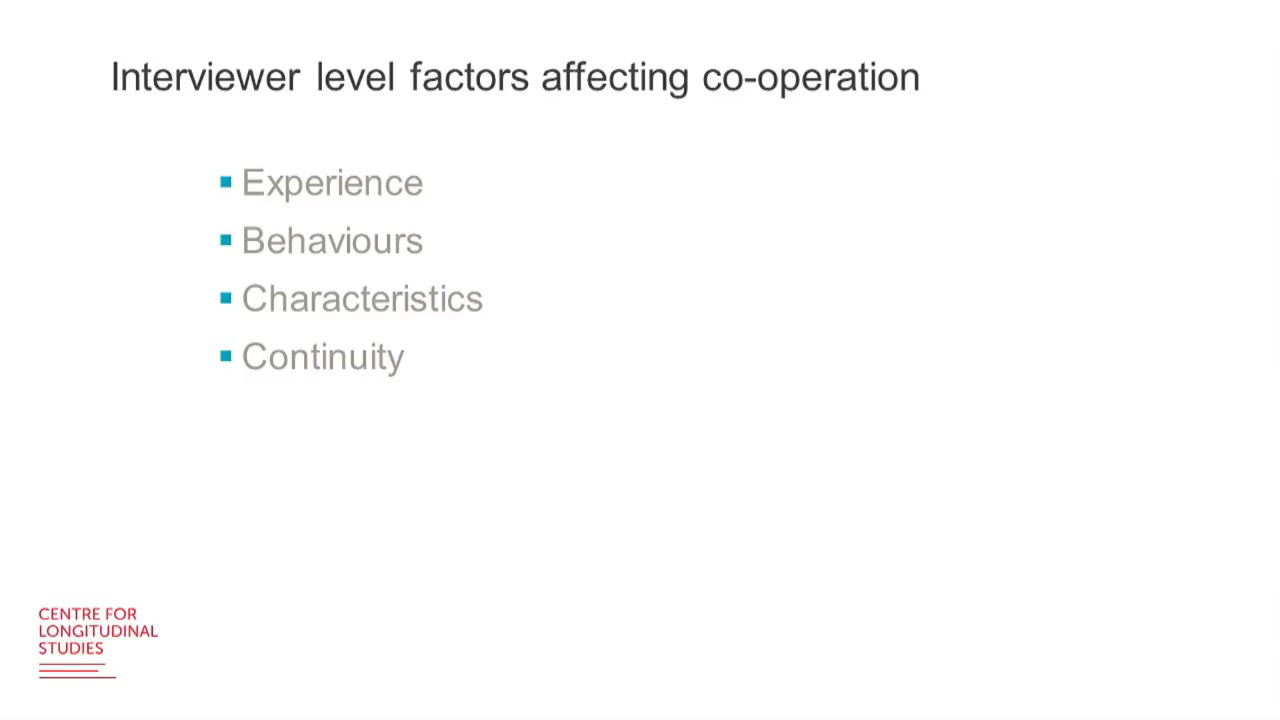 Interviewer level factors affecting co-operation
Experience
Behaviours
Characteristics
Continuity
CENTRE FOR
LONGITUDINAL
STUDIES